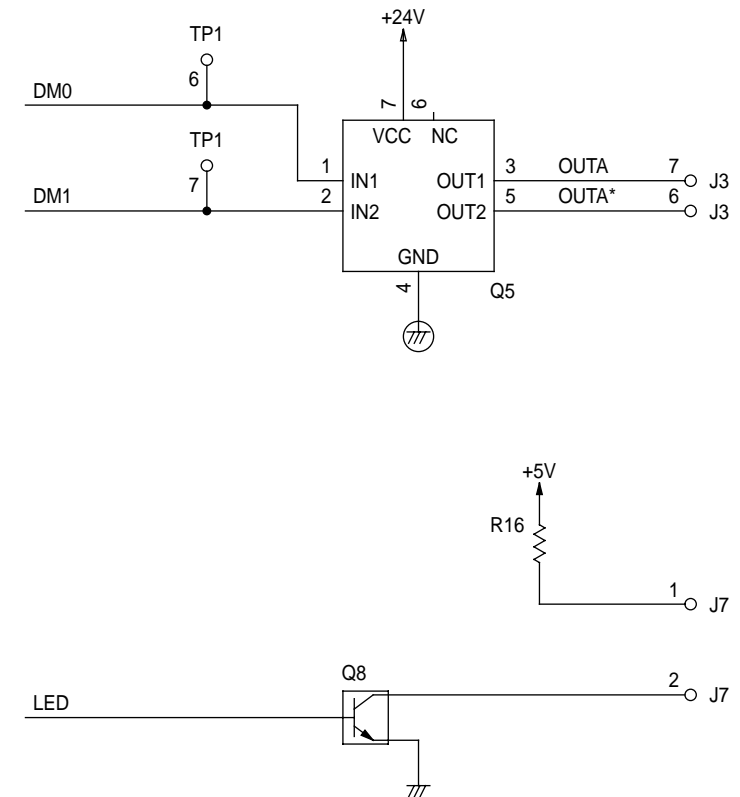 +24V
TP1
6
DM0
7 6
VCC NC
TP1
7
DM1
1 IN1
2 IN2
OUT1 3 OUTA 7 J3
OUT2 5 OUTA* 6 J3
GND
4
Q5
+5V
R16
1 J7
Q8
2 J7
LED